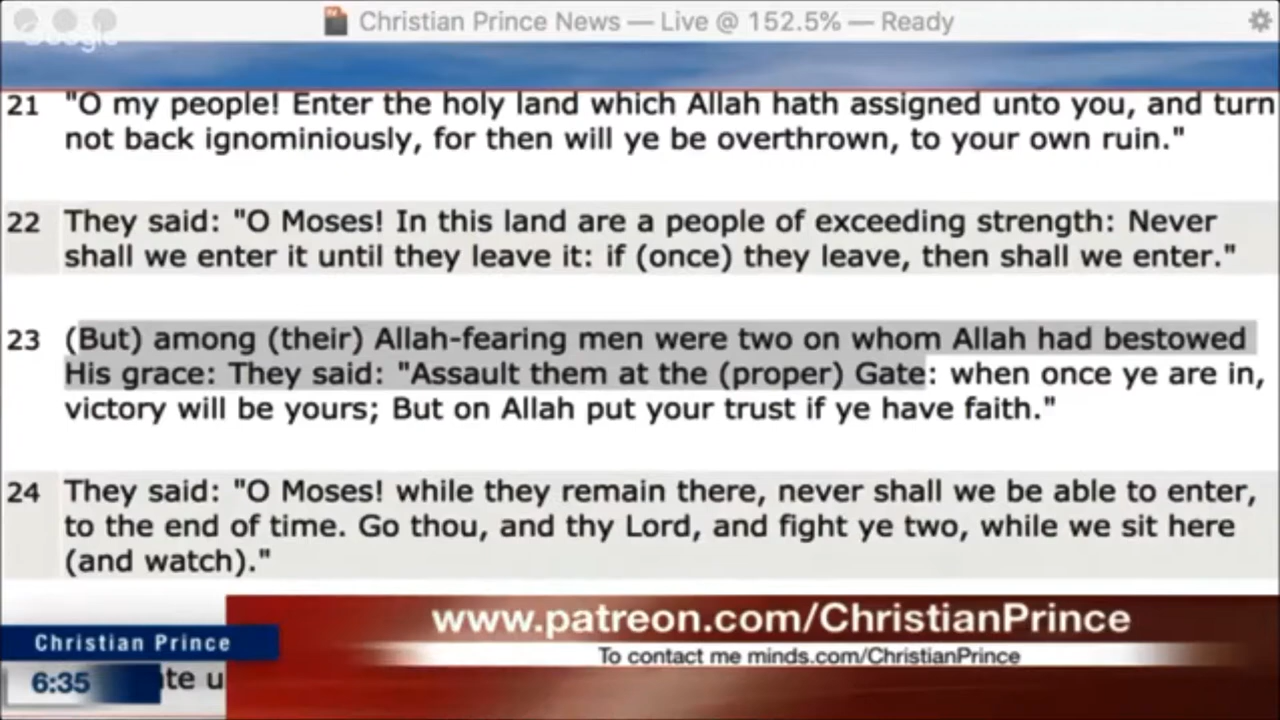 Christian Prince News — Live @ 152.5% — Ready
Google
21 "O my people! Enter the holy land which Allah hath assigned unto you, and turn
not back ignominiously, for then will ye be overthrown, to your own ruin."
22 They said: "O Moses! In this land are a people of exceeding strength: Never
shall we enter it until they leave it: if (once) they leave, then shall we enter."
23 (But) among (their) Allah-fearing men were two on whom Allah had bestowed
His grace: They said: "Assault them at the (proper) Gate: when once ye are in,
victory will be yours; But on Allah put your trust if ye have faith."
24 They said: "O Moses! while they remain there, never shall we be able to enter,
to the end of time. Go thou, and thy Lord, and fight ye two, while we sit here
(and watch)."
www.patreon.com/ChristianPrince
Christian Prince
To contact me minds.com/ChristianPrince
6:35